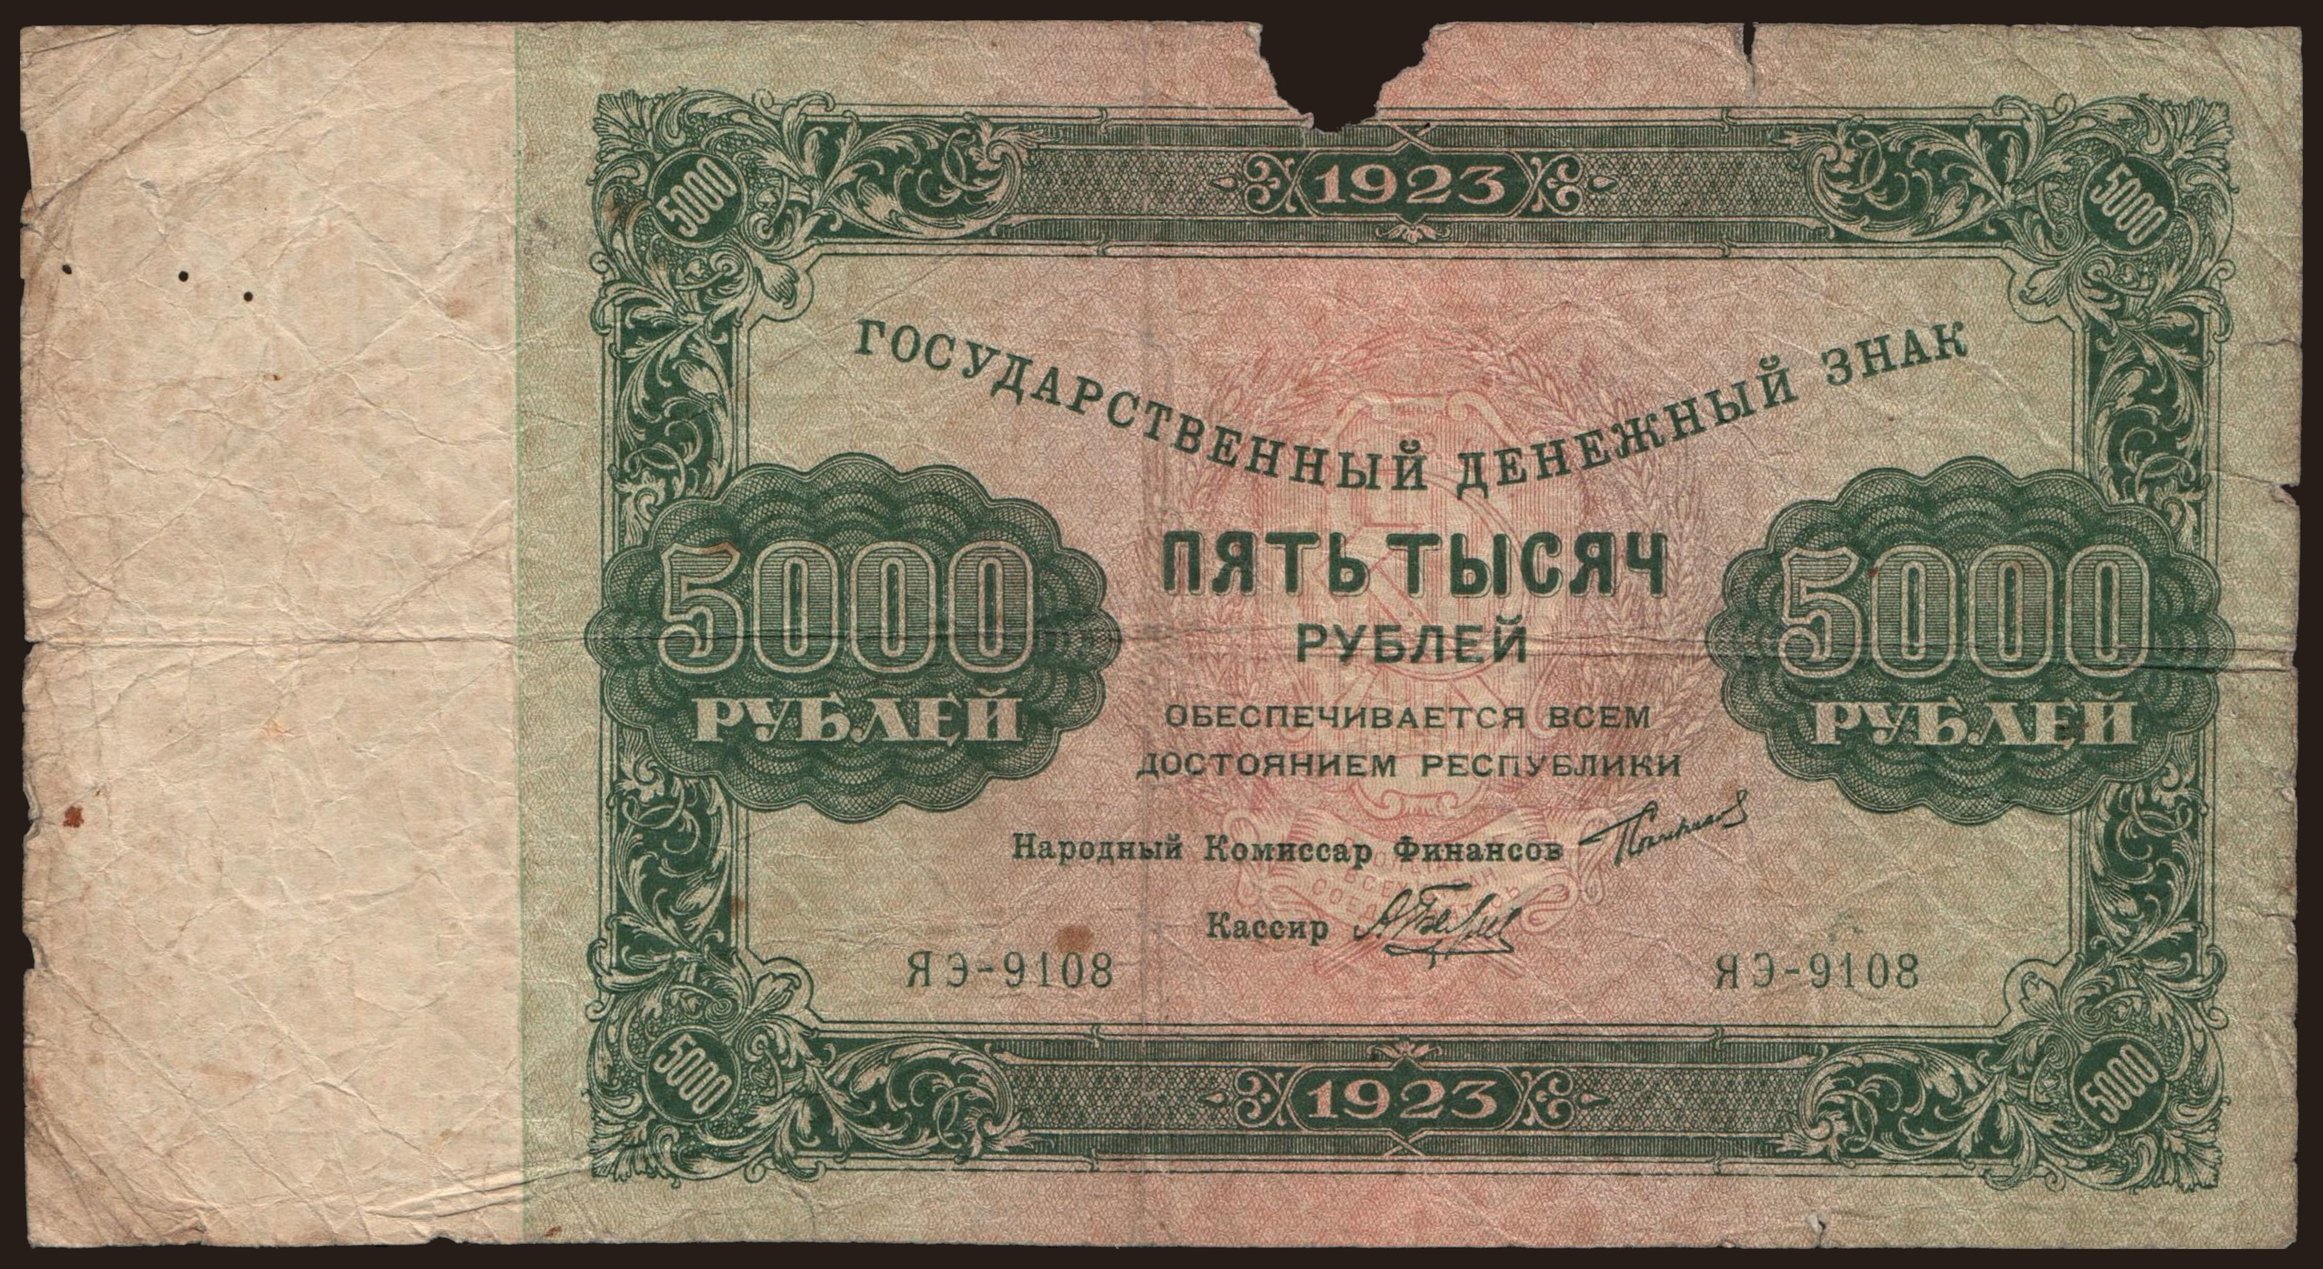 5000
1923
5000
ГОСУДАРСТВЕННЫЙ ДЕНЕЖНЫЙ ЗНАК
5000
РУБЛЕЙ
ПЯТЬ ТЫСЯЧ
РУБЛЕЙ
ОБЕСПЕЧИВАЕТСЯ ВСЕМ
ДОСТОЯНИЕМ РЕСПУБЛИКИ
5000
РУБЛЕЙ
Народный Комиссар Финансов
Кассир
ЯЭ-9108
ЯЭ-9108
5000
1923
5000